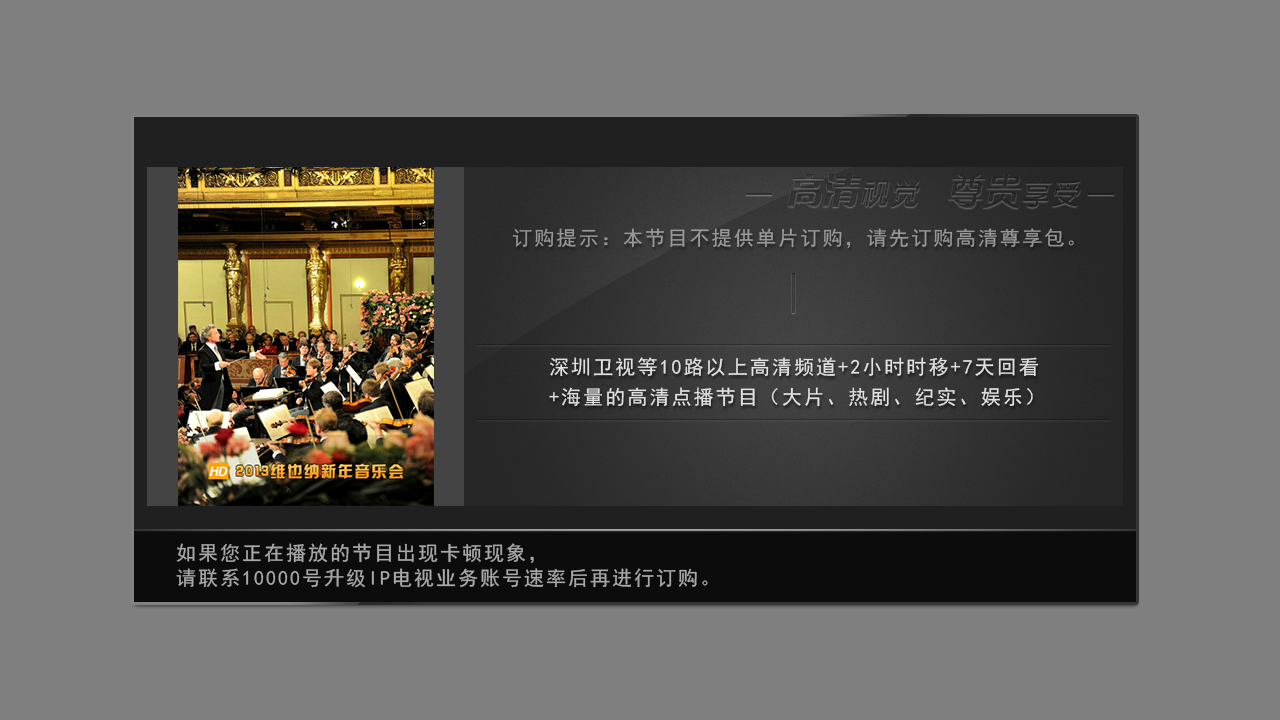 — 高清视觉 尊贵享受 —
订购提示：本节目不提供单片订购，请先订购高清尊享包。
深圳卫视等10路以上高清频道+2小时时移+7天回看
+海量的高清点播节目（大片、热剧、纪实、娱乐）
HD 2013维也纳新年音乐会
如果您正在播放的节目出现卡顿现象，
请联系10000号升级IP电视业务账号速率后再进行订购。